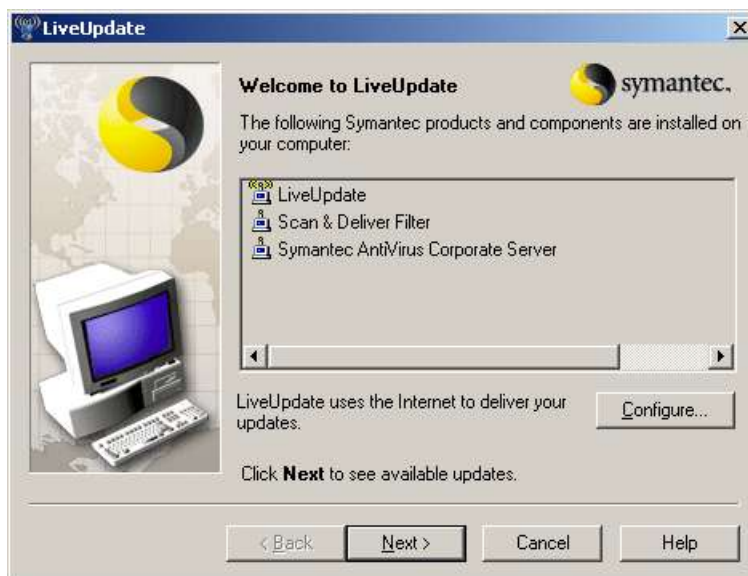 LiveUpdate
Welcome to LiveUpdate
symantec.
The following Symantec products and components are installed on
your computer:
LiveUpdate
Scan & Deliver Filter
Symantec AntiVirus Corporate Server
LiveUpdate uses the Internet to deliver your
updates.
Configure...
Click Next to see available updates.
< Back
Next >
Cancel
Help